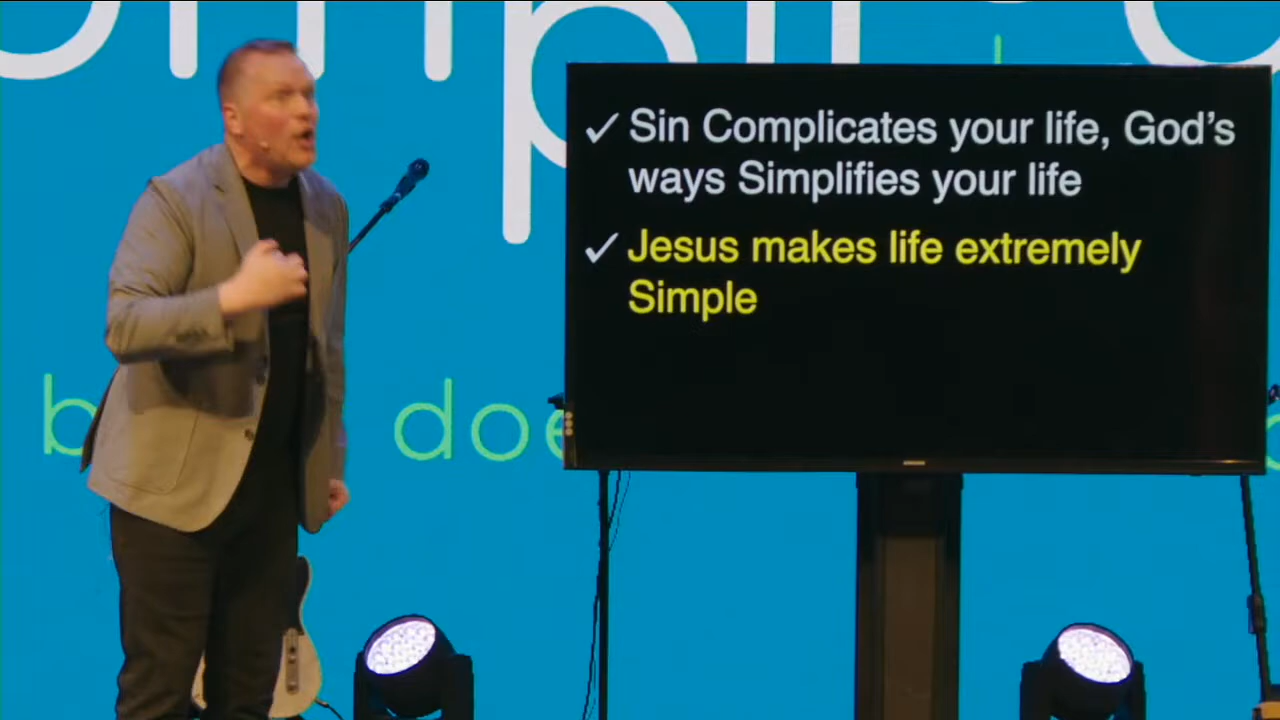 Sin Complicates your life, God's
ways Simplifies your life
Jesus makes life extremely
Simple